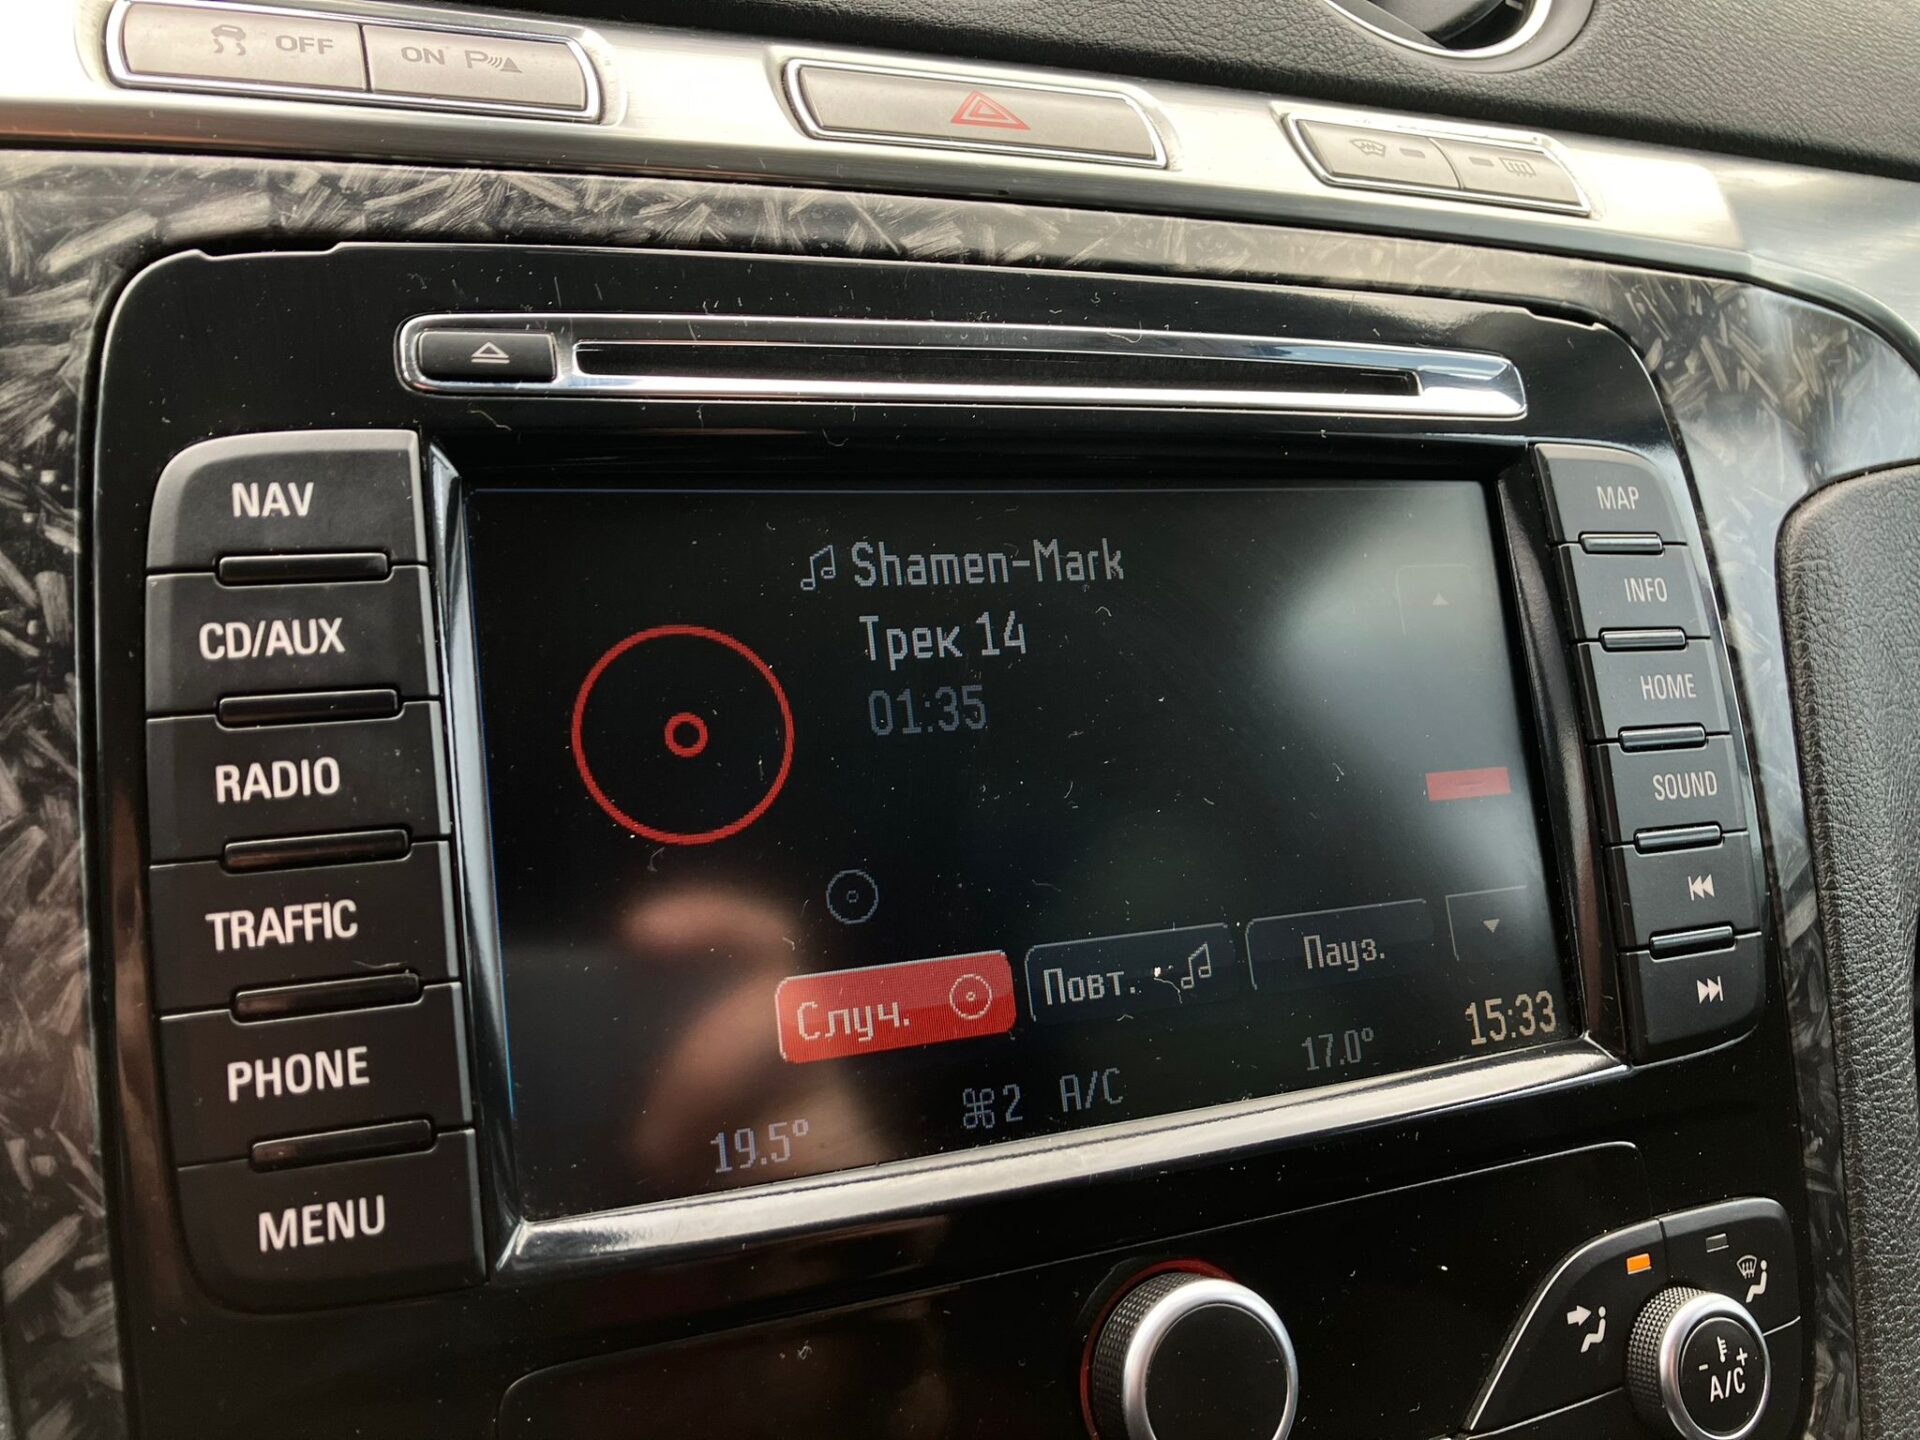 OFF
ON P
NAV
CD/AUX
RADIO
TRAFFIC
PHONE
MENU
Shamen-Mark
Трек 14
01:35
Случ.
Повт.
Пауз.
19.5°
2 A/C
17.0°
15:33
MAP
INFO
HOME
SOUND
- +
A/C